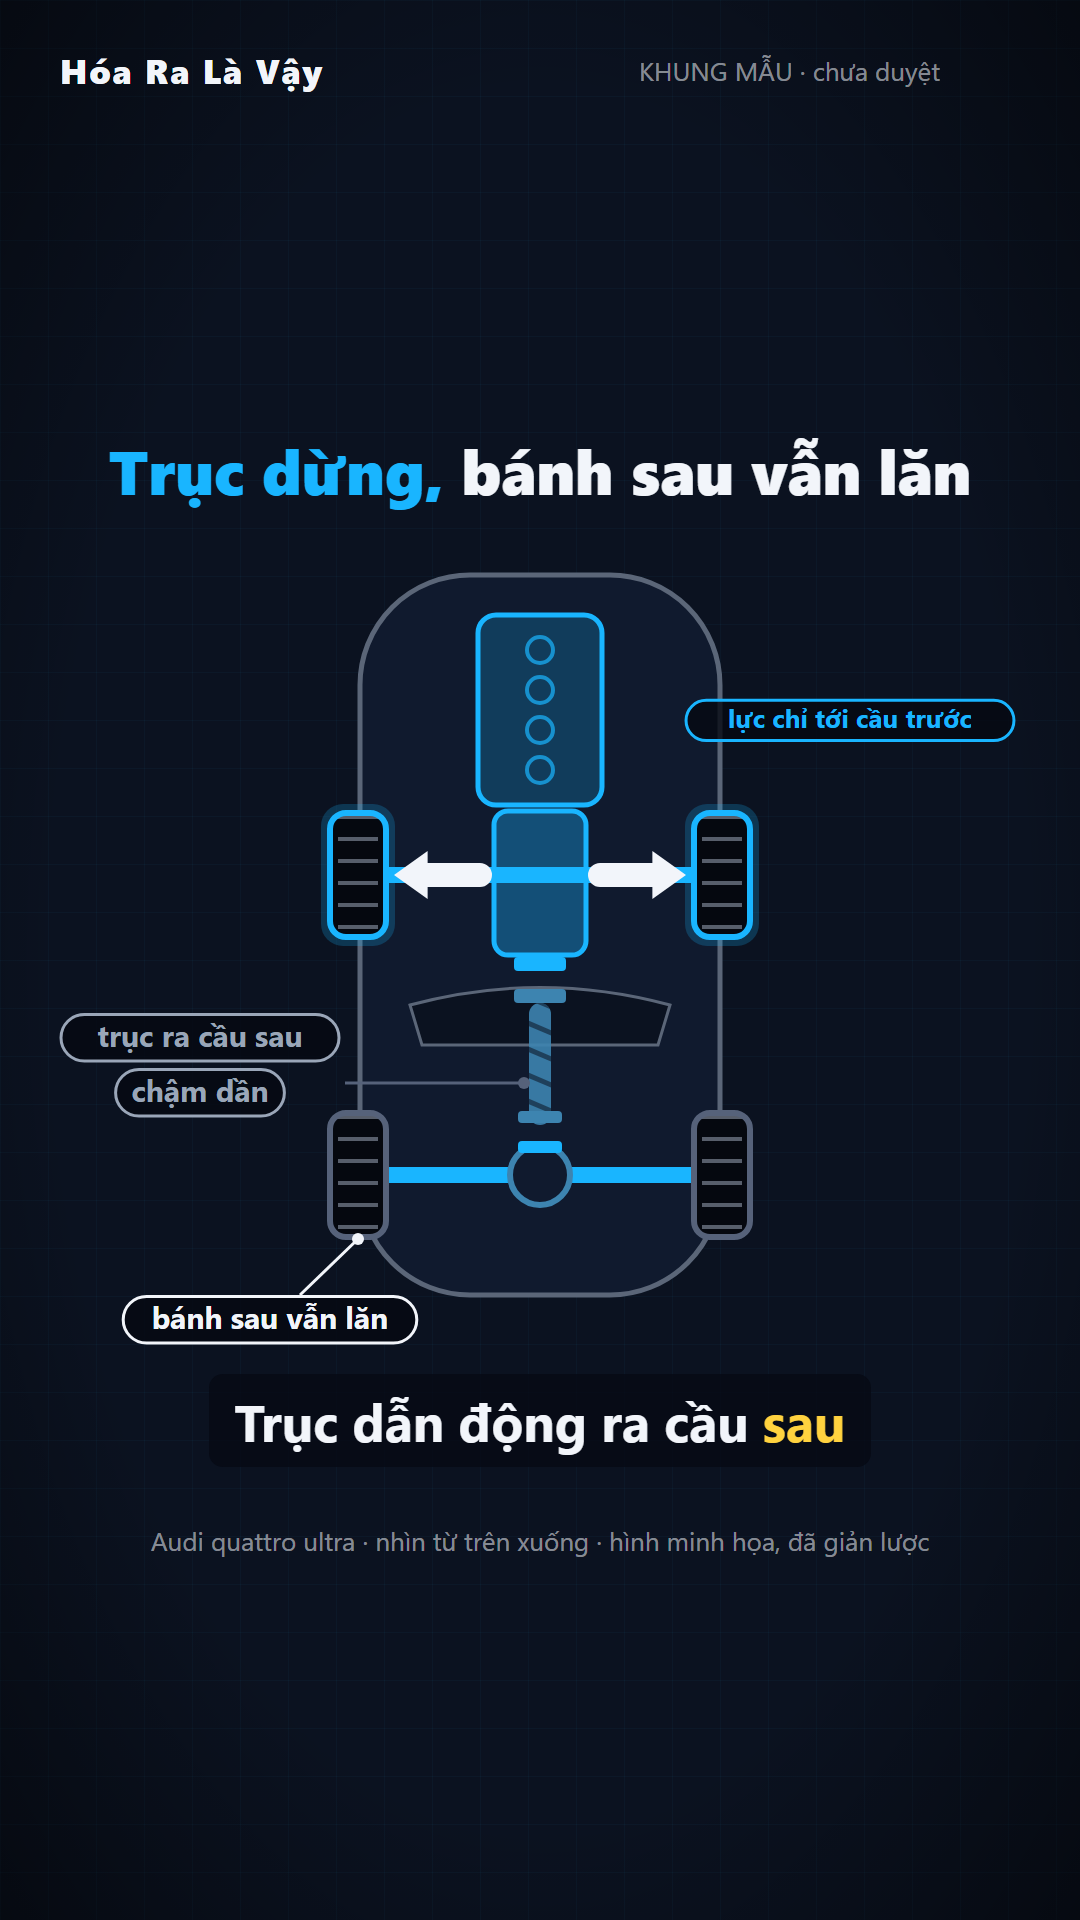 Hóa Ra Là Vậy
KHUNG MẪU · chưa duyệt
Trục dừng, bánh sau vẫn lăn
lực chỉ tới cầu trước
trục ra cầu sau
chậm dần
bánh sau vẫn lăn
Trục dẫn động ra cầu sau
Audi quattro ultra · nhìn từ trên xuống · hình minh họa, đã giản lược